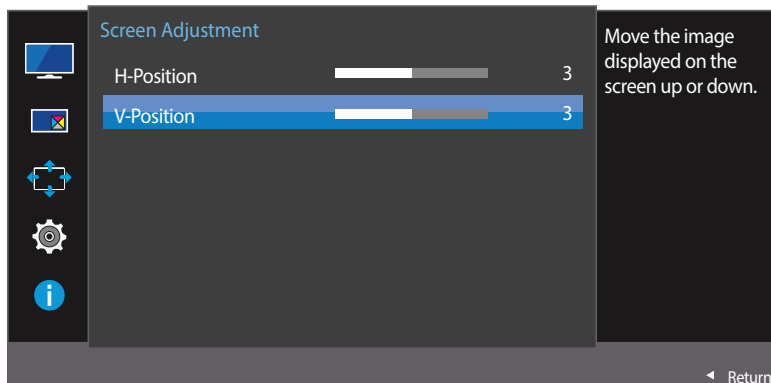 Screen Adjustment
H-Position 3
V-Position 3
Move the image
displayed on the
screen up or down.
i
Return